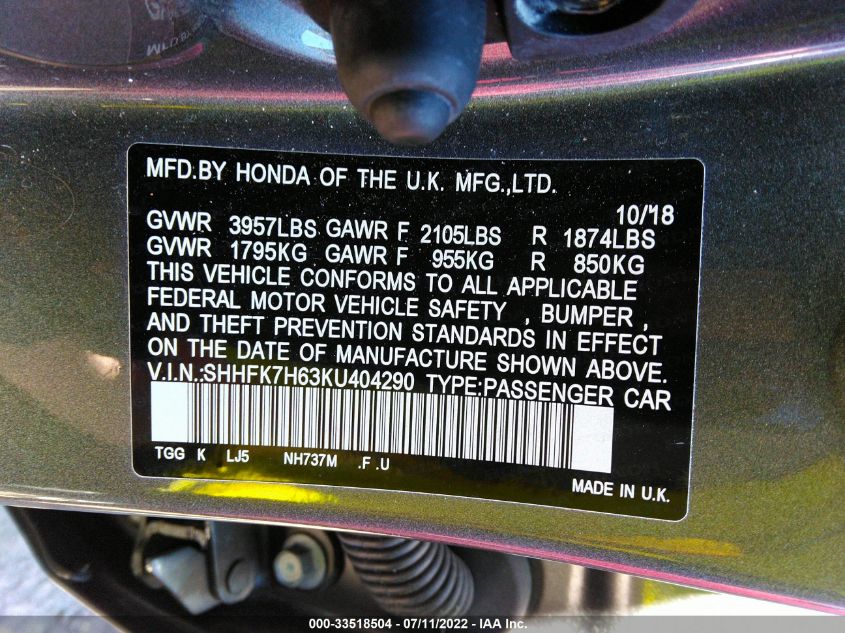 MFD.BY HONDA OF THE U.K. MFG.,LTD.
10/18
GVWR 3957LBS GAWR F 2105LBS R 1874LBS
GVWR 1795KG GAWR F 955KG R 850KG
THIS VEHICLE CONFORMS TO ALL APPLICABLE
FEDERAL MOTOR VEHICLE SAFETY , BUMPER ,
AND THEFT PREVENTION STANDARDS IN EFFECT
ON THE DATE OF MANUFACTURE SHOWN ABOVE.
V.I.N.:SHHFK7H63KU404290 TYPE:PASSENGER CAR
TGG K LJ5 NH737M .F .U
MADE IN U.K.
000-33518504 - 07/11/2022 - IAA Inc.